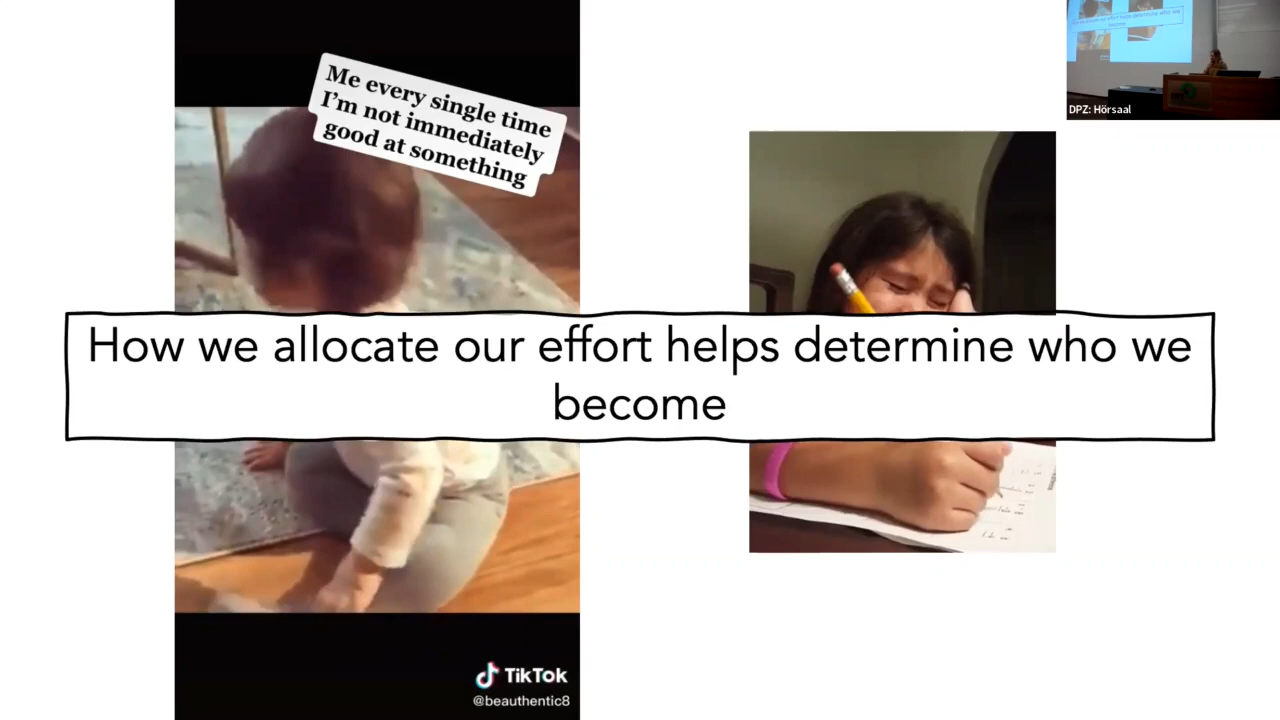 Me every single time
I'm not immediately
good at something
DPZ: Hörsaal
How we allocate our effort helps determine who we
become
TikTok
@beauthentic8